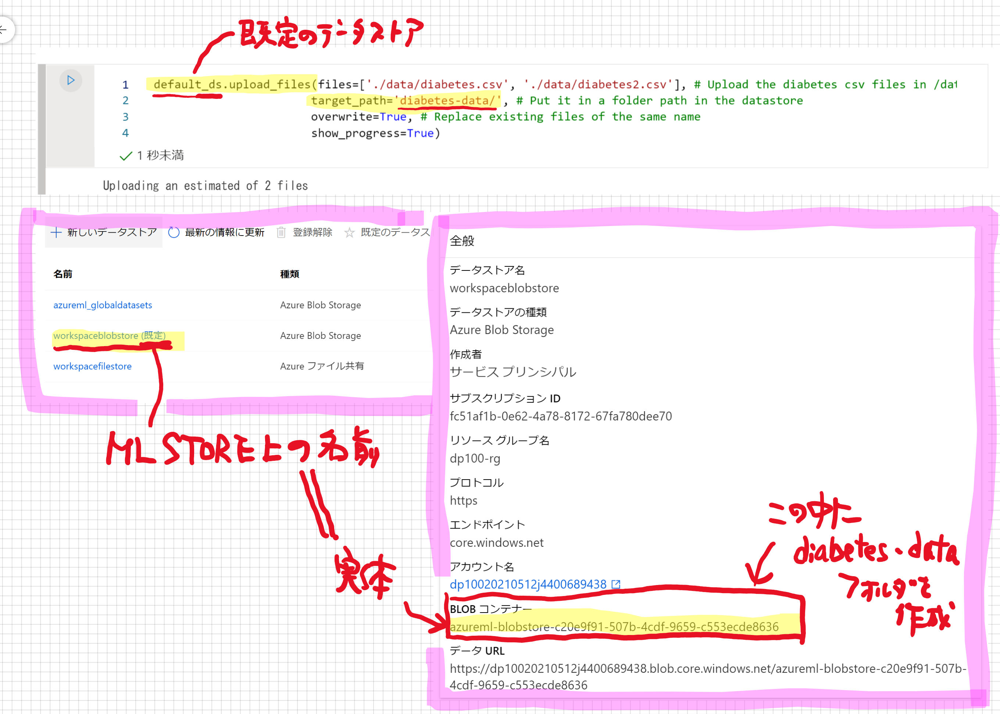 既定のデータストア
1 default_ds.upload_files(files=['./data/diabetes.csv', './data/diabetes2.csv'], # Upload the diabetes csv files in /dat
2 target_path='diabetes-data/', # Put it in a folder path in the datastore
3 overwrite=True, # Replace existing files of the same name
4 show_progress=True)
1 秒未満
Uploading an estimated of 2 files
新しいデータストア 最新の情報に更新 登録解除 既定のデータス
名前 種類
azureml_globaldatasets Azure Blob Storage
workspaceblobstore (既定) Azure Blob Storage
workspacefilestore Azure ファイル共有
ML STORE上の名前
実体
全般
データストア名
workspaceblobstore
データストアの種類
Azure Blob Storage
作成者
サービス プリンシパル
サブスクリプション ID
fc51af1b-0e62-4a78-8172-67fa780dee70
リソース グループ名
dp100-rg
プロトコル
https
エンドポイント
core.windows.net
アカウント名
dp10020210512j4400689438
BLOB コンテナー
azureml-blobstore-c20e9f91-507b-4cdf-9659-c553ecde8636
データ URL
https://dp10020210512j4400689438.blob.core.windows.net/azureml-blobstore-c20e9f91-507b-
4cdf-9659-c553ecde8636
この中に
diabetes-data
フォルダを
作成